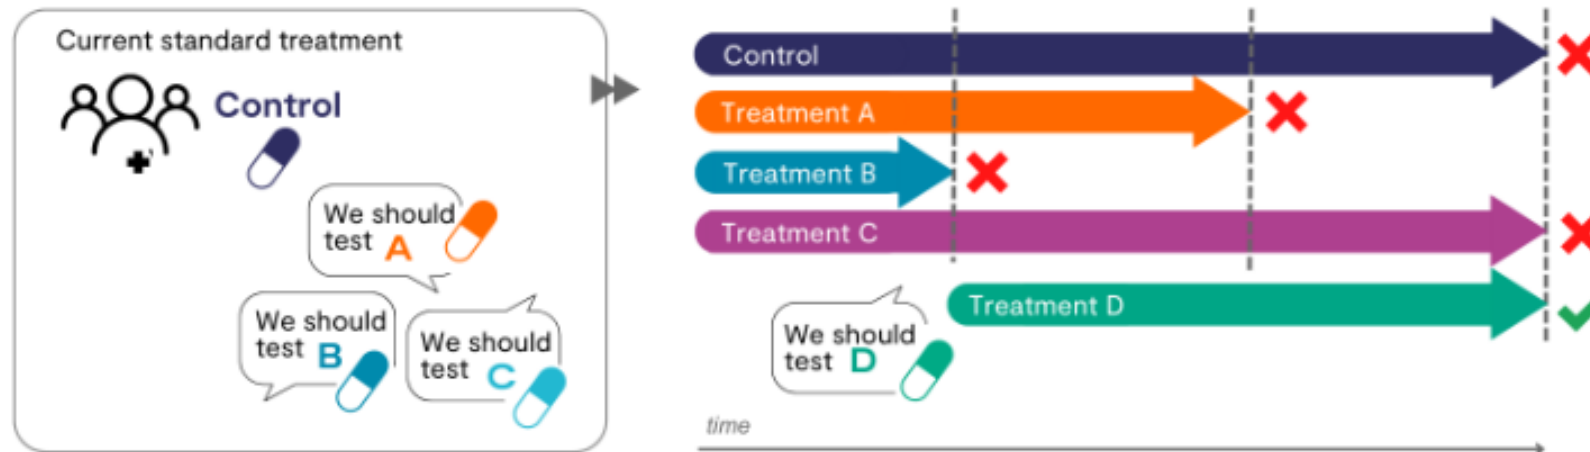 Current standard treatment
Control
We should
test A
We should
test B
We should
test C
Control
Treatment A
Treatment B
Treatment C
Treatment D
We should
test D
time